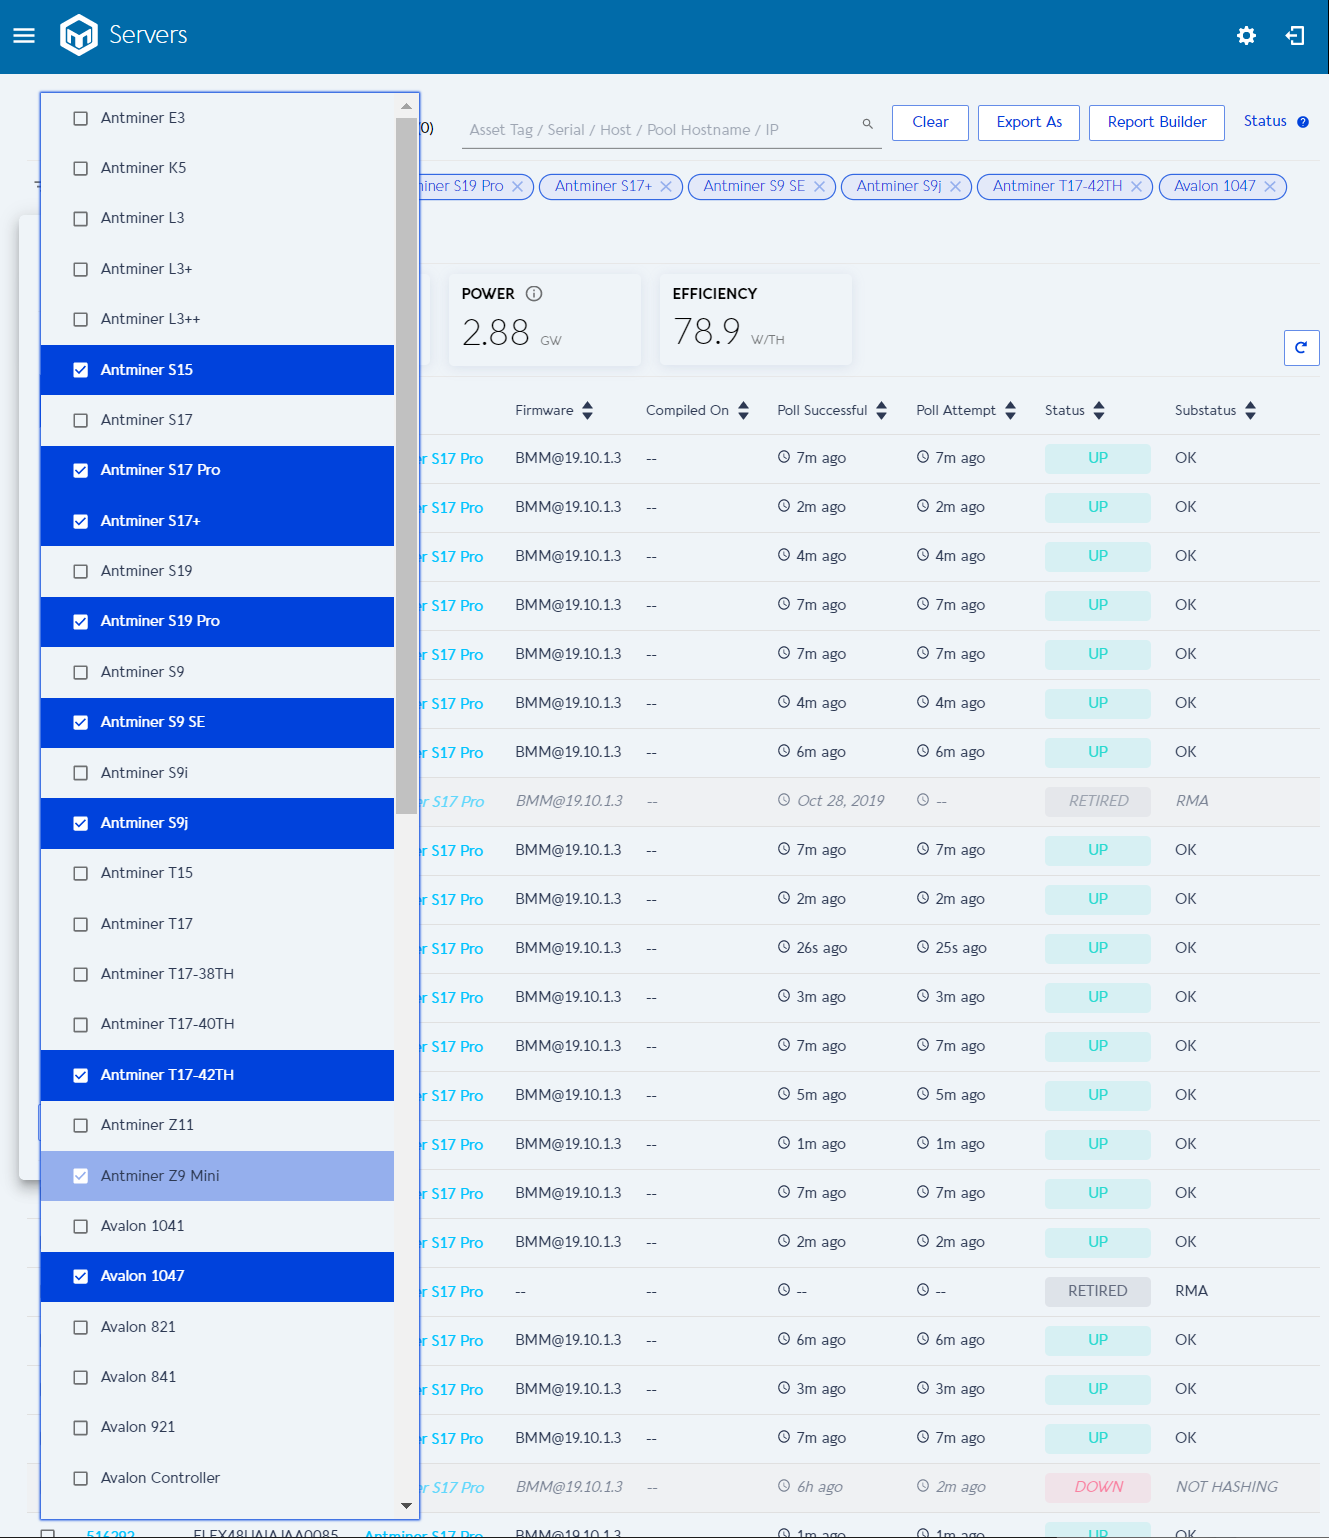 Servers
Asset Tag / Serial / Host / Pool Hostname / IP
Clear
Export As
Report Builder
Status
S19 Pro
Antminer S17+
Antminer S9 SE
Antminer S9j
Antminer T17-42TH
Avalon 1047
POWER
2.88 GW
EFFICIENCY
78.9 W/TH
Antminer E3
Antminer K5
Antminer L3
Antminer L3+
Antminer L3++
Antminer S15
Antminer S17
Antminer S17 Pro
Antminer S17+
Antminer S19
Antminer S19 Pro
Antminer S9
Antminer S9 SE
Antminer S9i
Antminer S9j
Antminer T15
Antminer T17
Antminer T17-38TH
Antminer T17-40TH
Antminer T17-42TH
Antminer Z11
Antminer Z9 Mini
Avalon 1041
Avalon 1047
Avalon 821
Avalon 841
Avalon 921
Avalon Controller
Firmware Compiled On Poll Successful Poll Attempt Status Substatus
S17 Pro BMM@19.10.1.3 -- 7m ago 7m ago UP OK
S17 Pro BMM@19.10.1.3 -- 2m ago 2m ago UP OK
S17 Pro BMM@19.10.1.3 -- 4m ago 4m ago UP OK
S17 Pro BMM@19.10.1.3 -- 7m ago 7m ago UP OK
S17 Pro BMM@19.10.1.3 -- 7m ago 7m ago UP OK
S17 Pro BMM@19.10.1.3 -- 4m ago 4m ago UP OK
S17 Pro BMM@19.10.1.3 -- 6m ago 6m ago UP OK
S17 Pro BMM@19.10.1.3 -- Oct 28, 2019 -- RETIRED RMA
S17 Pro BMM@19.10.1.3 -- 7m ago 7m ago UP OK
S17 Pro BMM@19.10.1.3 -- 2m ago 2m ago UP OK
S17 Pro BMM@19.10.1.3 -- 26s ago 25s ago UP OK
S17 Pro BMM@19.10.1.3 -- 3m ago 3m ago UP OK
S17 Pro BMM@19.10.1.3 -- 7m ago 7m ago UP OK
S17 Pro BMM@19.10.1.3 -- 5m ago 5m ago UP OK
S17 Pro BMM@19.10.1.3 -- 1m ago 1m ago UP OK
S17 Pro BMM@19.10.1.3 -- 7m ago 7m ago UP OK
S17 Pro BMM@19.10.1.3 -- 2m ago 2m ago UP OK
S17 Pro -- -- -- -- RETIRED RMA
S17 Pro BMM@19.10.1.3 -- 6m ago 6m ago UP OK
S17 Pro BMM@19.10.1.3 -- 3m ago 3m ago UP OK
S17 Pro BMM@19.10.1.3 -- 7m ago 7m ago UP OK
S17 Pro BMM@19.10.1.3 -- 6h ago 2m ago DOWN NOT HASHING
Antminer S17 Pro BMM@19.10.1.3 -- 1m ago 1m ago UP OK